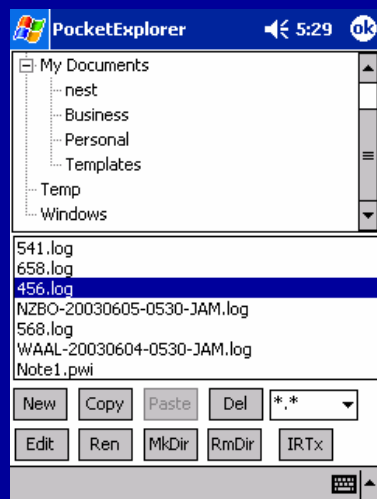 PocketExplorer 5:29 ok
My Documents
nest
Business
Personal
Templates
Temp
Windows
541.log
658.log
456.log
NZBO-20030605-0530-JAM.log
568.log
WAAL-20030604-0530-JAM.log
Note1.pwi
New Copy Paste Del *.*
Edit Ren MkDir RmDir IRTx